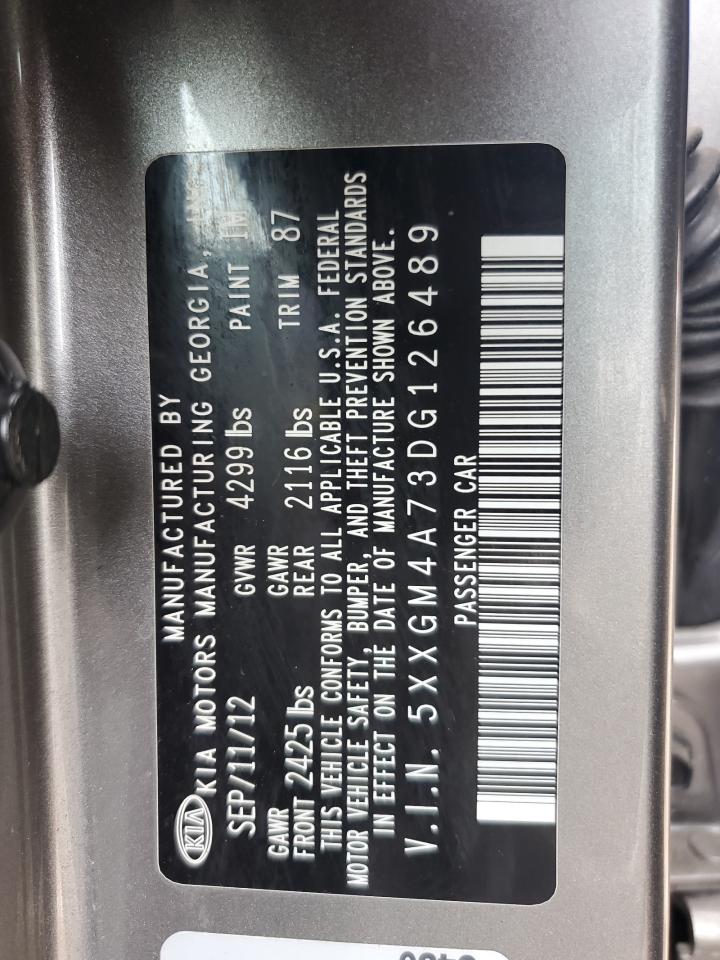 MANUFACTURED BY
KIA KIA MOTORS MANUFACTURING GEORGIA,
SEP/11/12 GVWR 4299 lbs PAINT IM
GAWR FRONT 2425 lbs GAWR REAR 2116 lbs TRIM 87
THIS VEHICLE CONFORMS TO ALL APPLICABLE U.S.A. FEDERAL
MOTOR VEHICLE SAFETY, BUMPER, AND THEFT PREVENTION STANDARDS
IN EFFECT ON THE DATE OF MANUFACTURE SHOWN ABOVE.
V.I.N. 5XXGM4A73DG126489
PASSENGER CAR